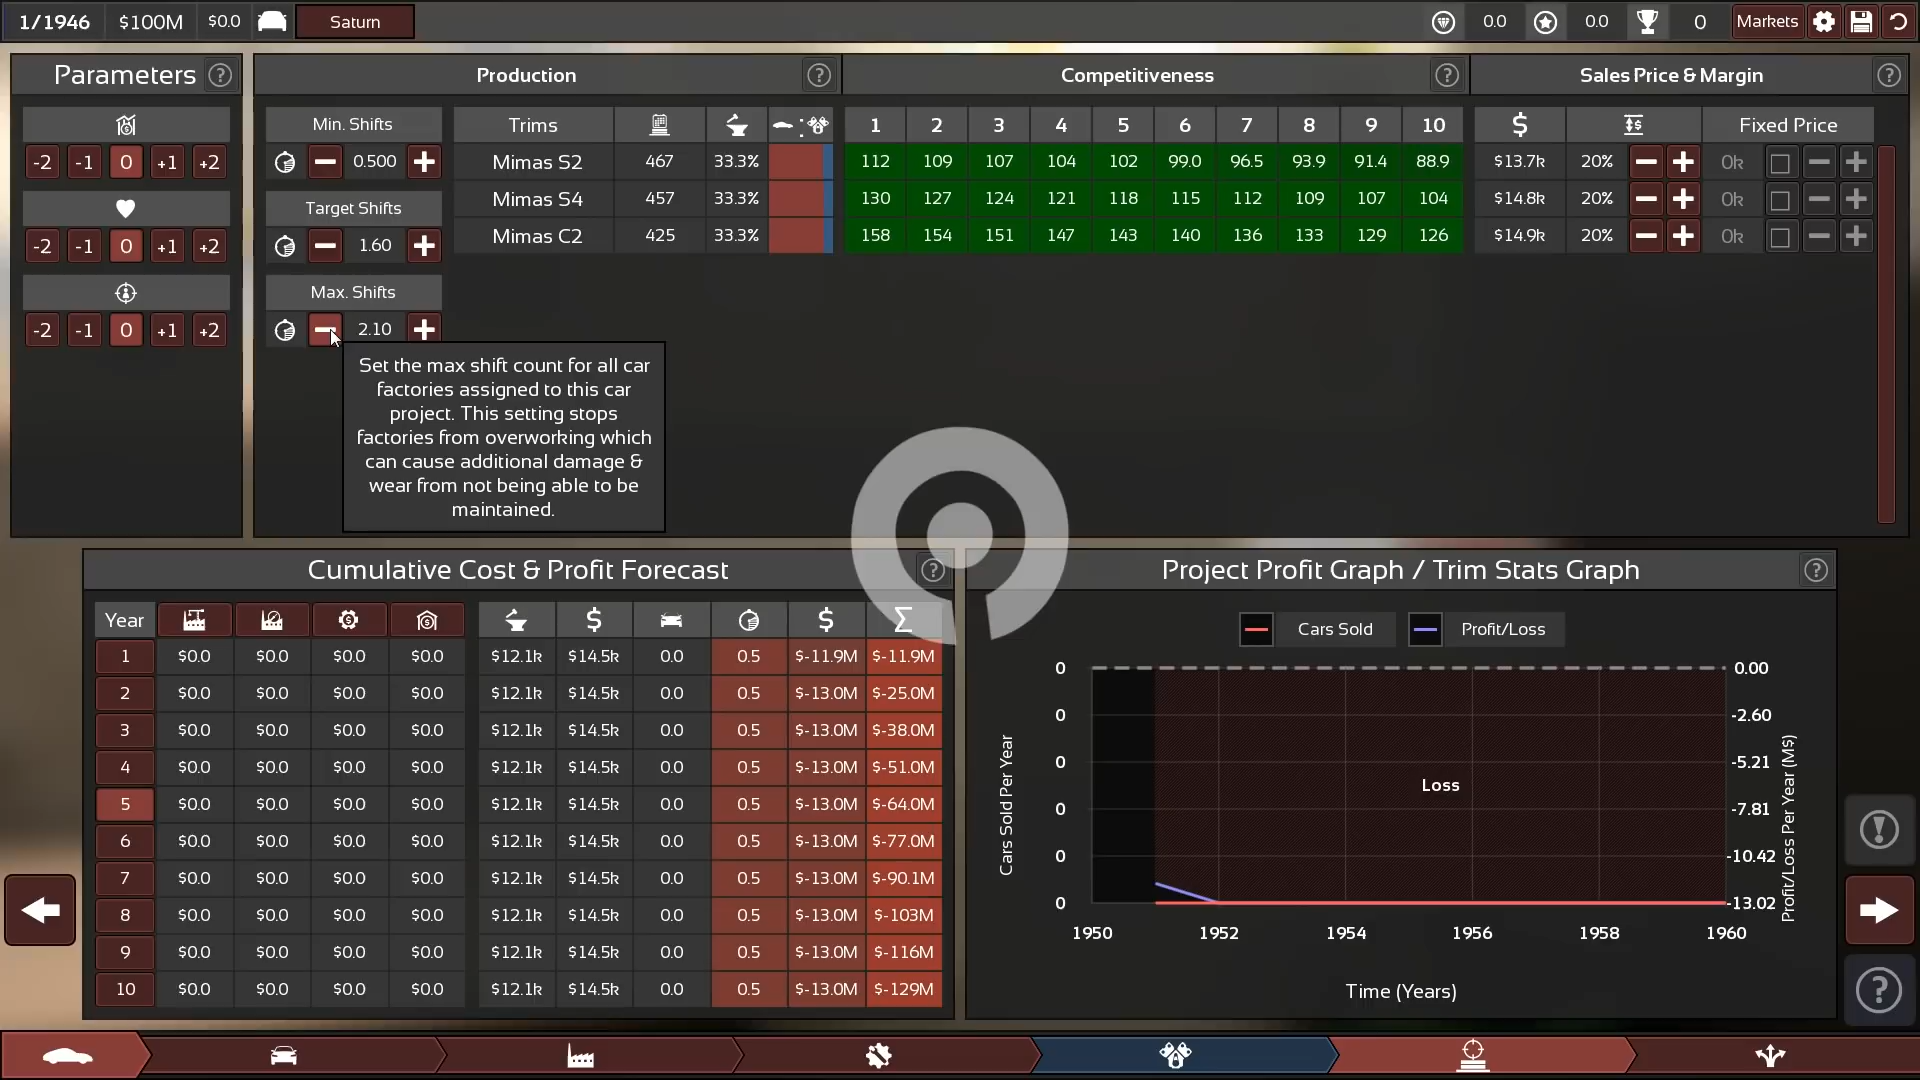 1/1946 $100M $0.0 Saturn 0.0 0.0 0 Markets
Parameters ?
-2 -1 0 +1 +2
-2 -1 0 +1 +2
-2 -1 0 +1 +2
Production ? Competitiveness ? Sales Price & Margin ?
Min. Shifts
0.500
Target Shifts
1.60
Max. Shifts
2.10
Trims 1 2 3 4 5 6 7 8 9 10 $ Fixed Price
Mimas S2 467 33.3% 112 109 107 104 102 99.0 96.5 93.9 91.4 88.9 $13.7k 20% 0k
Mimas S4 457 33.3% 130 127 124 121 118 115 112 109 107 104 $14.8k 20% 0k
Mimas C2 425 33.3% 158 154 151 147 143 140 136 133 129 126 $14.9k 20% 0k
Set the max shift count for all car
factories assigned to this car
project. This setting stops
factories from overworking which
can cause additional damage &
wear from not being able to be
maintained.
Cumulative Cost & Profit Forecast ?
Year $ $ Σ
1 $0.0 $0.0 $0.0 $0.0 $12.1k $14.5k 0.0 0.5 $-11.9M $-11.9M
2 $0.0 $0.0 $0.0 $0.0 $12.1k $14.5k 0.0 0.5 $-13.0M $-25.0M
3 $0.0 $0.0 $0.0 $0.0 $12.1k $14.5k 0.0 0.5 $-13.0M $-38.0M
4 $0.0 $0.0 $0.0 $0.0 $12.1k $14.5k 0.0 0.5 $-13.0M $-51.0M
5 $0.0 $0.0 $0.0 $0.0 $12.1k $14.5k 0.0 0.5 $-13.0M $-64.0M
6 $0.0 $0.0 $0.0 $0.0 $12.1k $14.5k 0.0 0.5 $-13.0M $-77.0M
7 $0.0 $0.0 $0.0 $0.0 $12.1k $14.5k 0.0 0.5 $-13.0M $-90.1M
8 $0.0 $0.0 $0.0 $0.0 $12.1k $14.5k 0.0 0.5 $-13.0M $-103M
9 $0.0 $0.0 $0.0 $0.0 $12.1k $14.5k 0.0 0.5 $-13.0M $-116M
10 $0.0 $0.0 $0.0 $0.0 $12.1k $14.5k 0.0 0.5 $-13.0M $-129M
Project Profit Graph / Trim Stats Graph ?
Cars Sold Profit/Loss
0 0.00
0 -2.60
0 -5.21
0 -7.81
0 -10.42
0 -13.02
Loss
Cars Sold Per Year
Profit/Loss Per Year (M$)
1950 1952 1954 1956 1958 1960
Time (Years)
?